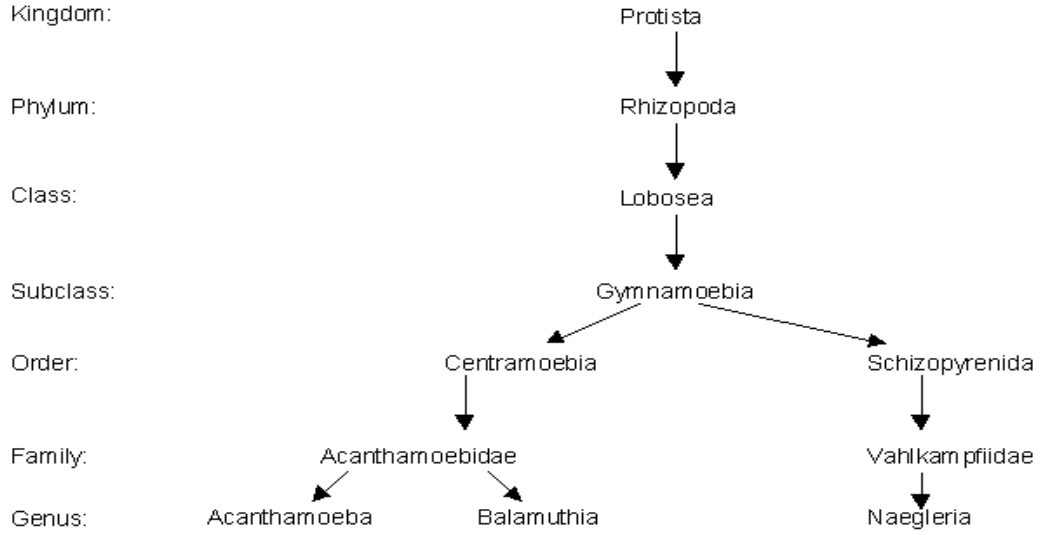 Kingdom: Protista
Phylum: Rhizopoda
Class: Lobosea
Subclass: Gymnamoebia
Order: Centramoebia Schizopyrenida
Family: Acanthamoebidae Vahlkampfiidae
Genus: Acanthamoeba Balamuthia Naegleria